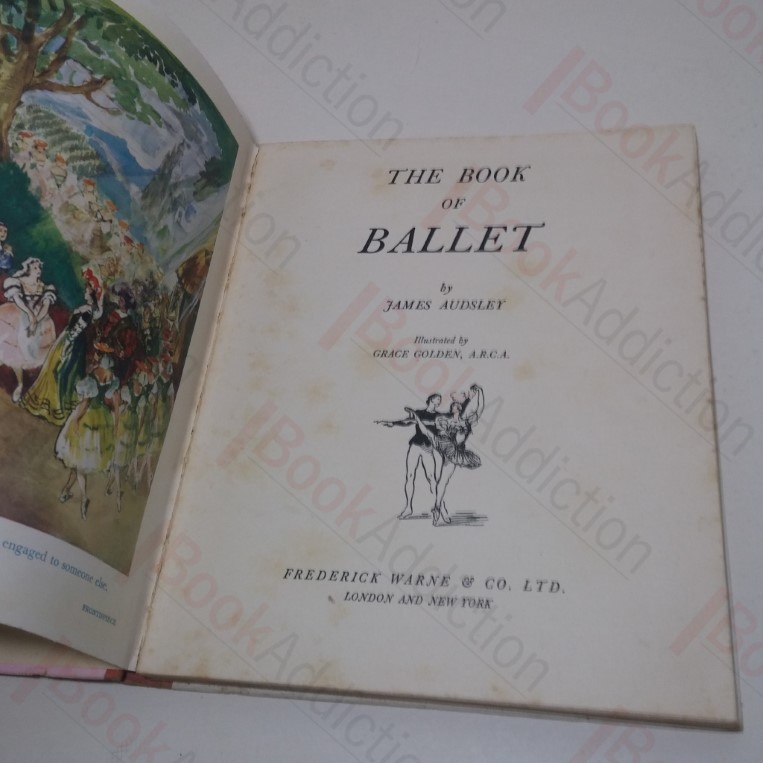 engaged to someone else.
FRONTISPIECE
THE BOOK
OF
BALLET
by
JAMES AUDSLEY
Illustrated by
GRACE GOLDEN, A.R.C.A.
FREDERICK WARNE & CO. LTD.
LONDON AND NEW YORK
BookAddiction